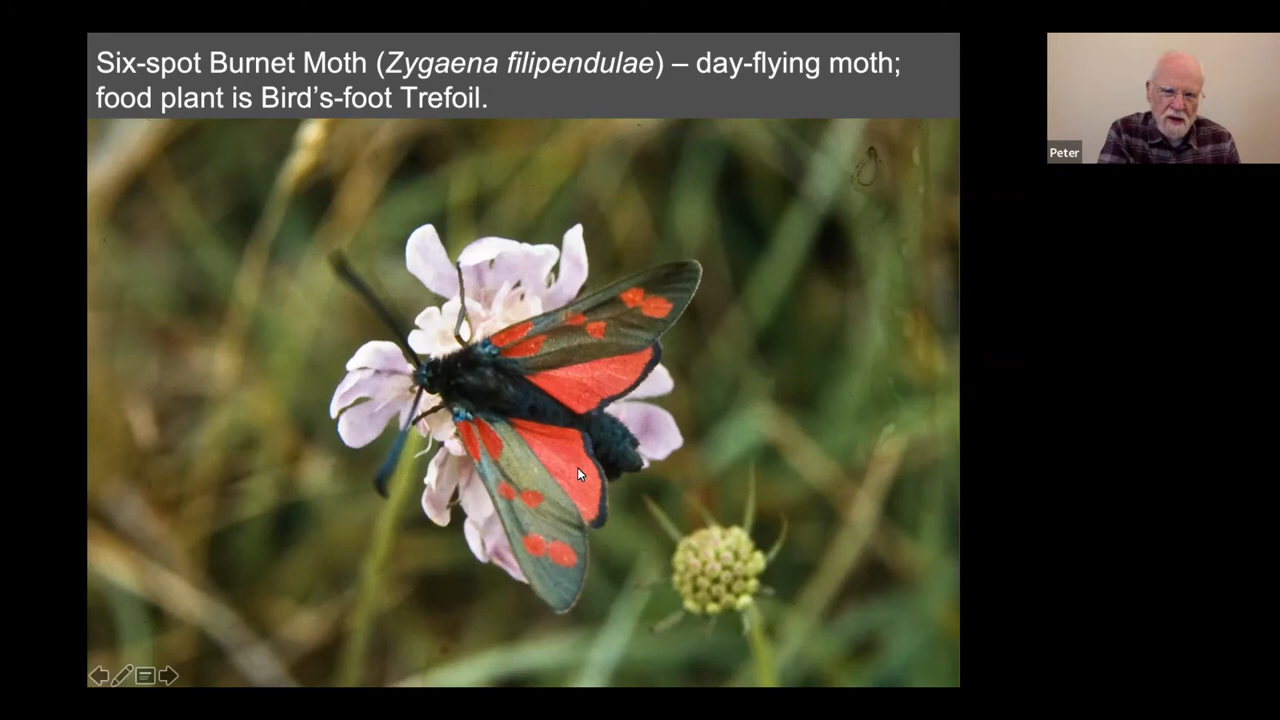 Six-spot Burnet Moth (Zygaena filipendulae) – day-flying moth;
food plant is Bird’s-foot Trefoil.
Peter